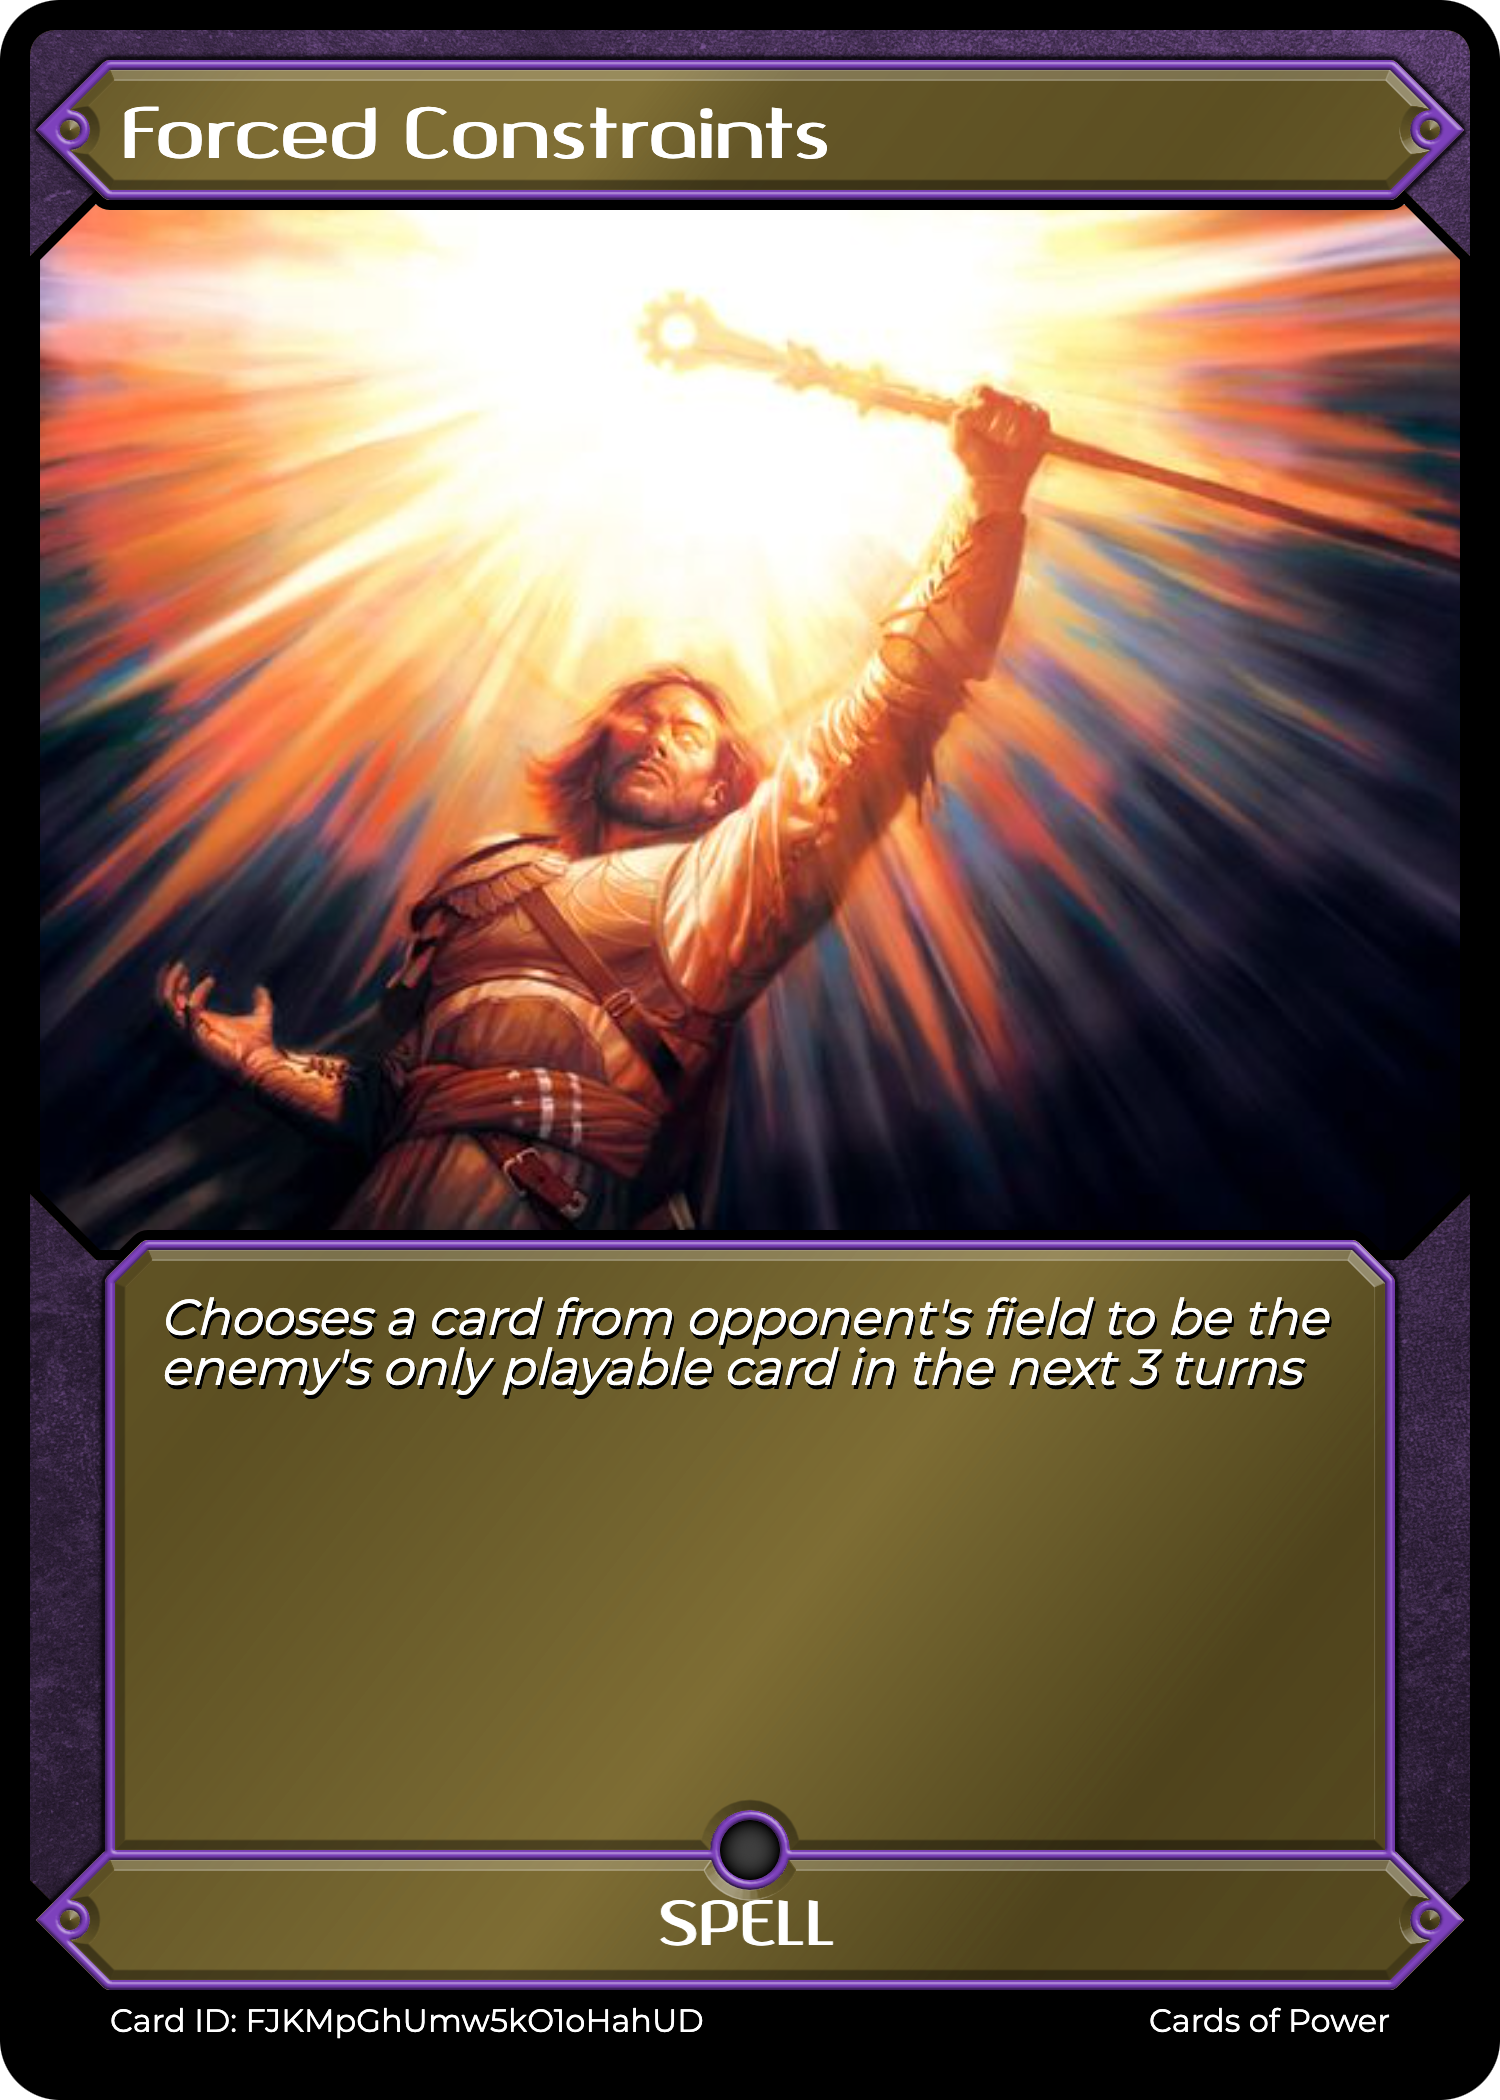 Forced Constraints
Chooses a card from opponent's field to be the
enemy's only playable card in the next 3 turns
SPELL
Card ID: FJKMpGhUmw5kO1oHahUD
Cards of Power